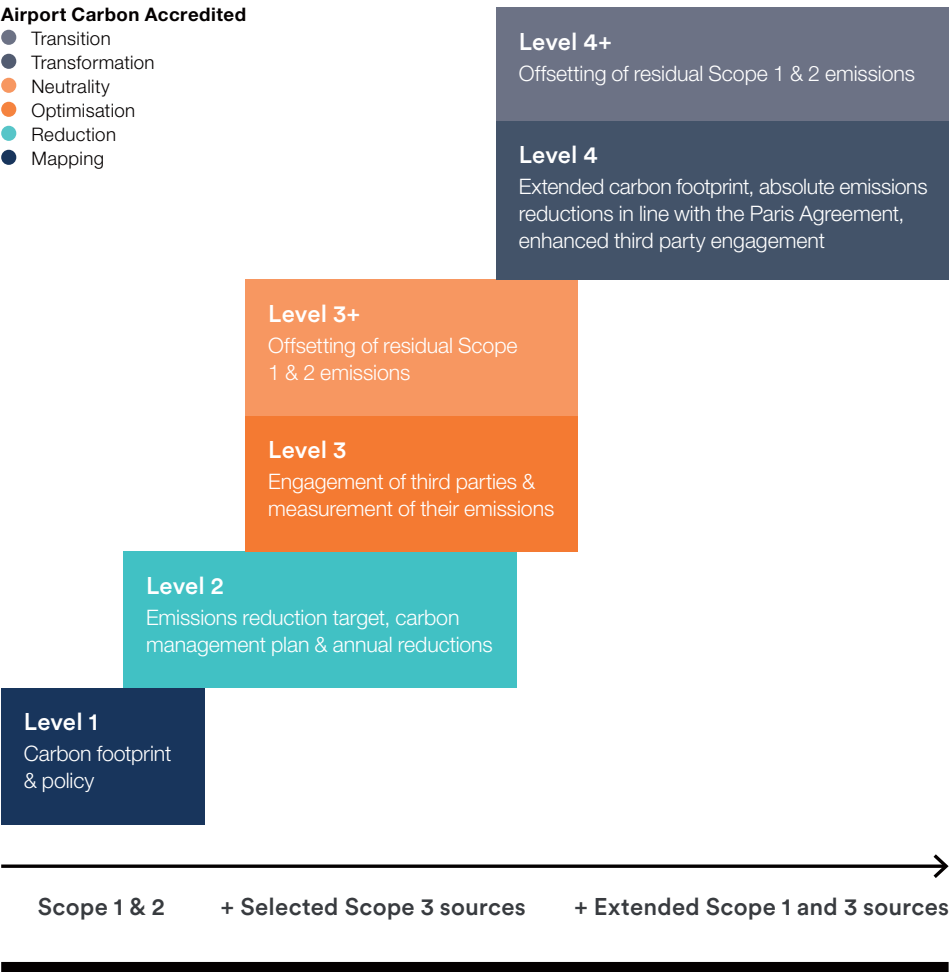 Airport Carbon Accredited
Transition
Transformation
Neutrality
Optimisation
Reduction
Mapping
Level 4+
Offsetting of residual Scope 1 & 2 emissions
Level 4
Extended carbon footprint, absolute emissions
reductions in line with the Paris Agreement,
enhanced third party engagement
Level 3+
Offsetting of residual Scope
1 & 2 emissions
Level 3
Engagement of third parties &
measurement of their emissions
Level 2
Emissions reduction target, carbon
management plan & annual reductions
Level 1
Carbon footprint
& policy
Scope 1 & 2
+ Selected Scope 3 sources
+ Extended Scope 1 and 3 sources